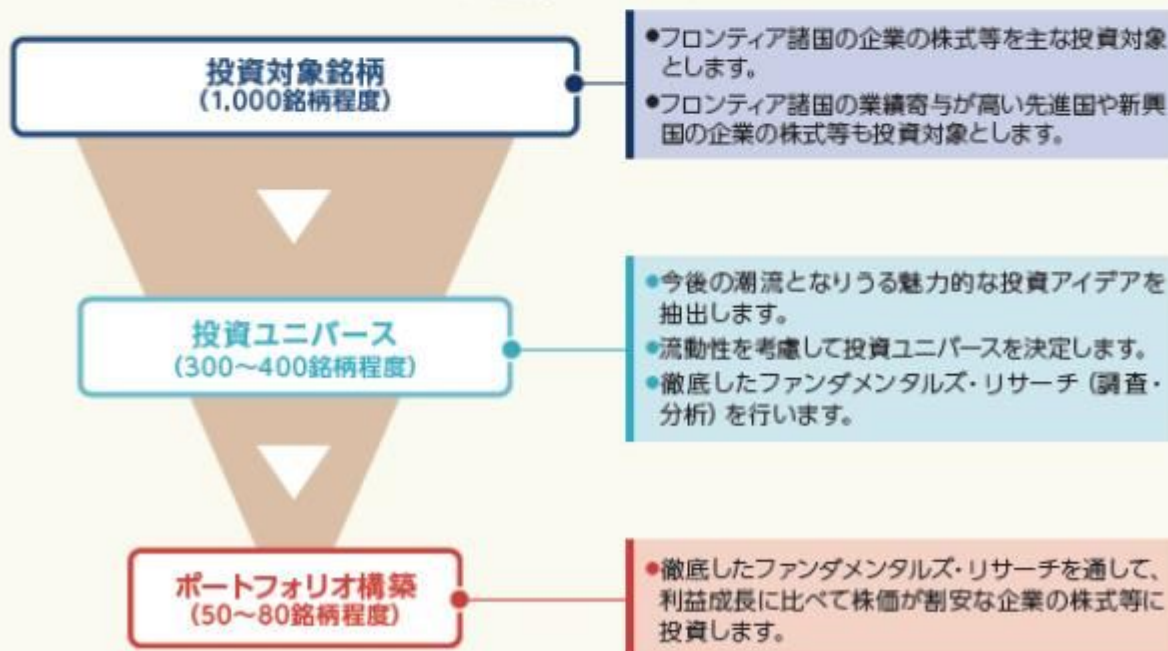 投資対象銘柄
(1,000銘柄程度)
●フロンティア諸国の企業の株式等を主な投資対象
とします。
●フロンティア諸国の業績寄与が高い先進国や新興
国の企業の株式等も投資対象とします。
投資ユニバース
(300～400銘柄程度)
●今後の潮流となりうる魅力的な投資アイデアを
抽出します。
●流動性を考慮して投資ユニバースを決定します。
●徹底したファンダメンタルズ・リサーチ（調査・
分析）を行います。
ポートフォリオ構築
(50～80銘柄程度)
●徹底したファンダメンタルズ・リサーチを通して、
利益成長に比べて株価が割安な企業の株式等に
投資します。